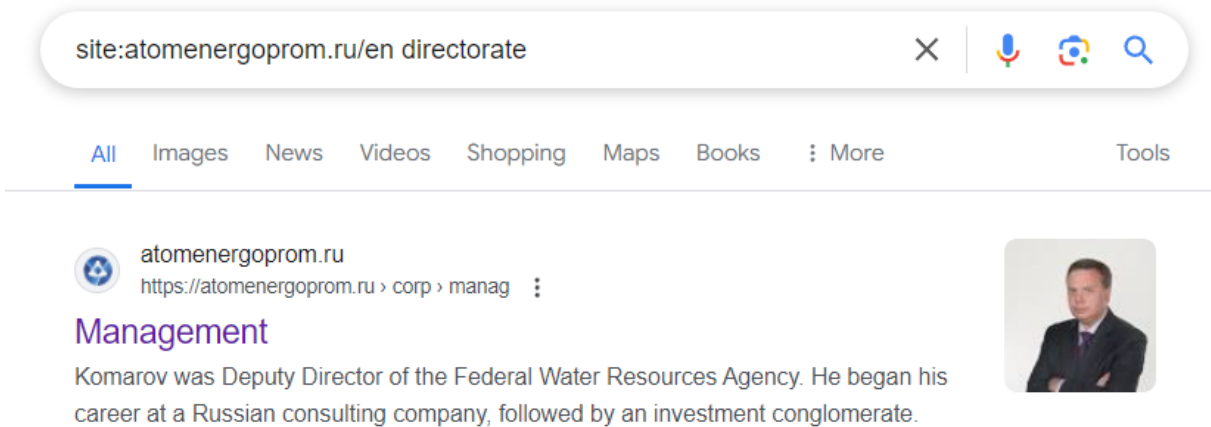 site:atomenergoprom.ru/en directorate
All Images News Videos Shopping Maps Books More Tools
atomenergoprom.ru
https://atomenergoprom.ru › corp › manag
Management
Komarov was Deputy Director of the Federal Water Resources Agency. He began his
career at a Russian consulting company, followed by an investment conglomerate.